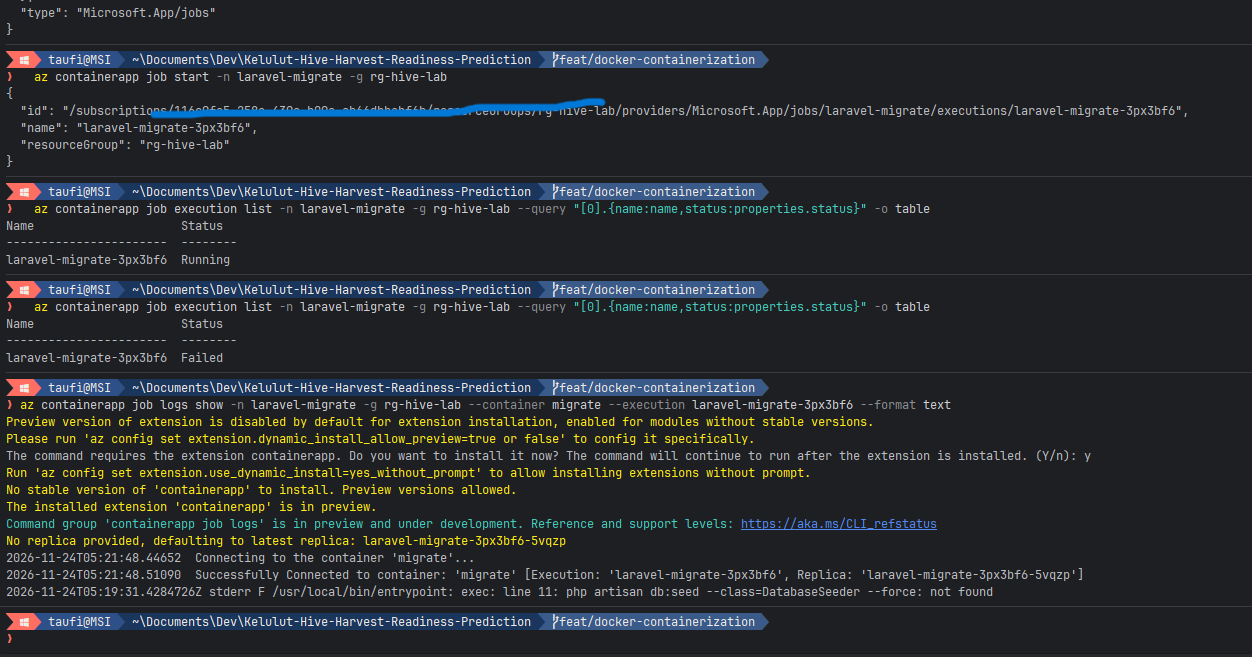 "type": "Microsoft.App/jobs"
}
taufi@MSI ~\Documents\Dev\Kelulut-Hive-Harvest-Readiness-Prediction feat/docker-containerization
❯ az containerapp job start -n laravel-migrate -g rg-hive-lab
{
"id": "/subscription /rg-hive-lab/providers/Microsoft.App/jobs/laravel-migrate/executions/laravel-migrate-3px3bf6",
"name": "laravel-migrate-3px3bf6",
"resourceGroup": "rg-hive-lab"
}
taufi@MSI ~\Documents\Dev\Kelulut-Hive-Harvest-Readiness-Prediction feat/docker-containerization
❯ az containerapp job execution list -n laravel-migrate -g rg-hive-lab --query "[0].{name:name,status:properties.status}" -o table
Name Status
----------------------- --------
laravel-migrate-3px3bf6 Running
taufi@MSI ~\Documents\Dev\Kelulut-Hive-Harvest-Readiness-Prediction feat/docker-containerization
❯ az containerapp job execution list -n laravel-migrate -g rg-hive-lab --query "[0].{name:name,status:properties.status}" -o table
Name Status
----------------------- --------
laravel-migrate-3px3bf6 Failed
taufi@MSI ~\Documents\Dev\Kelulut-Hive-Harvest-Readiness-Prediction feat/docker-containerization
❯ az containerapp job logs show -n laravel-migrate -g rg-hive-lab --container migrate --execution laravel-migrate-3px3bf6 --format text
Preview version of extension is disabled by default for extension installation, enabled for modules without stable versions.
Please run 'az config set extension.dynamic_install_allow_preview=true or false' to config it specifically.
The command requires the extension containerapp. Do you want to install it now? The command will continue to run after the extension is installed. (Y/n): y
Run 'az config set extension.use_dynamic_install=yes_without_prompt' to allow installing extensions without prompt.
No stable version of 'containerapp' to install. Preview versions allowed.
The installed extension 'containerapp' is in preview.
Command group 'containerapp job logs' is in preview and under development. Reference and support levels: https://aka.ms/CLI_refstatus
No replica provided, defaulting to latest replica: laravel-migrate-3px3bf6-5vqzp
2026-11-24T05:21:48.44652 Connecting to the container 'migrate'...
2026-11-24T05:21:48.51090 Successfully Connected to container: 'migrate' [Execution: 'laravel-migrate-3px3bf6', Replica: 'laravel-migrate-3px3bf6-5vqzp']
2026-11-24T05:19:31.4284726Z stderr F /usr/local/bin/entrypoint: exec: line 11: php artisan db:seed --class=DatabaseSeeder --force: not found
taufi@MSI ~\Documents\Dev\Kelulut-Hive-Harvest-Readiness-Prediction feat/docker-containerization
❯